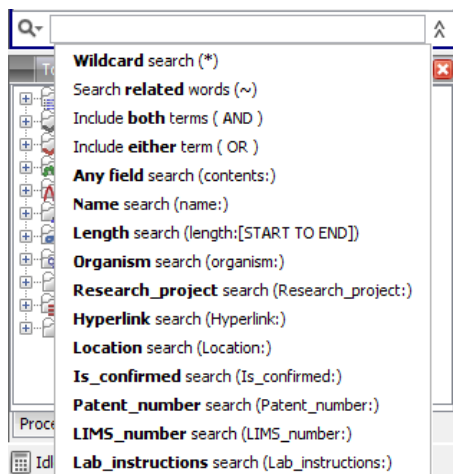 To
Wildcard search (*)
Search related words (~)
Include both terms ( AND )
Include either term ( OR )
Any field search (contents:)
Name search (name:)
Length search (length:[START TO END])
Organism search (organism:)
Research_project search (Research_project:)
Hyperlink search (Hyperlink:)
Location search (Location:)
Is_confirmed search (Is_confirmed:)
Patent_number search (Patent_number:)
Proce
LIMS_number search (LIMS_number:)
Idl
Lab_instructions search (Lab_instructions:)